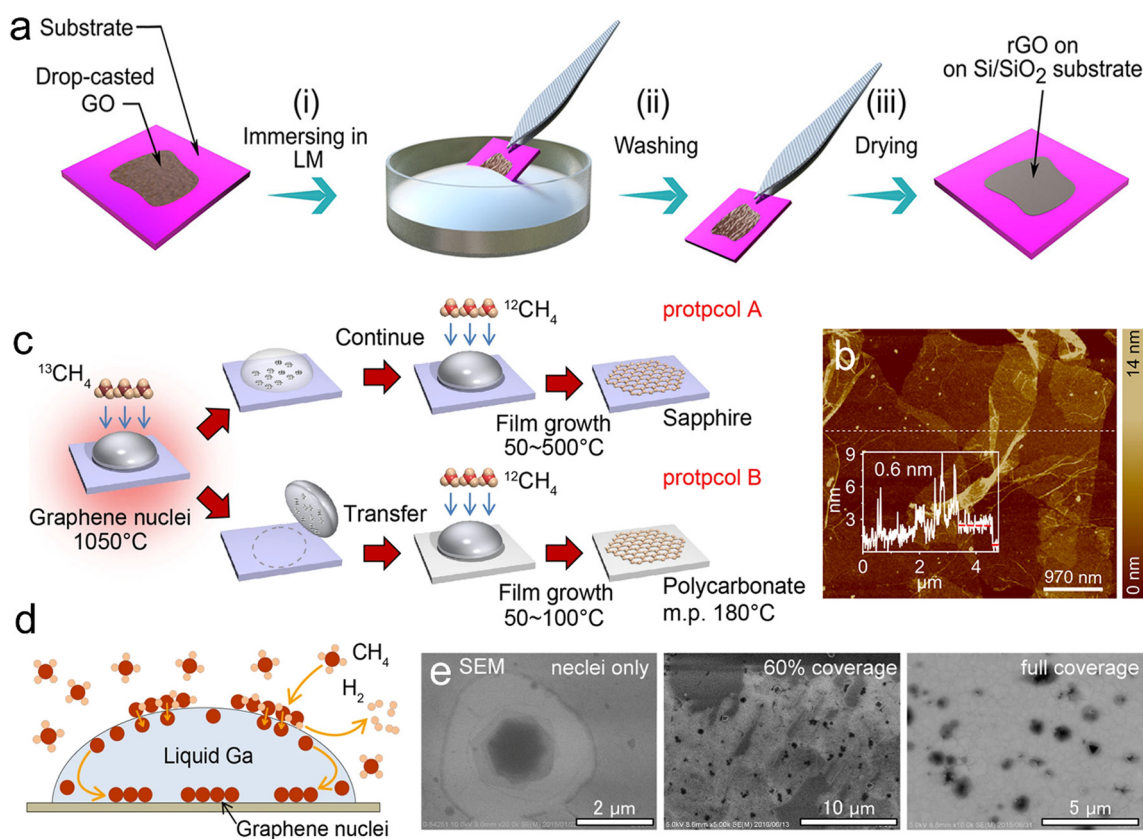 a
Substrate
Drop-casted
GO
(i)
Immersing in
LM
(ii)
Washing
(iii)
Drying
rGO on
on Si/SiO₂ substrate
c
¹³CH₄
Graphene nuclei
1050°C
Continue
¹²CH₄
protpcol A
Film growth
50~500°C
Sapphire
Transfer
¹²CH₄
protpcol B
Film growth
50~100°C
Polycarbonate
m.p. 180°C
b
14 nm
0 nm
9
6
3
nm
0.6 nm
0
2
4
µm
970 nm
d
CH₄
H₂
Liquid Ga
Graphene nuclei
e
SEM
neclei only
2 µm
60% coverage
10 µm
full coverage
5 µm